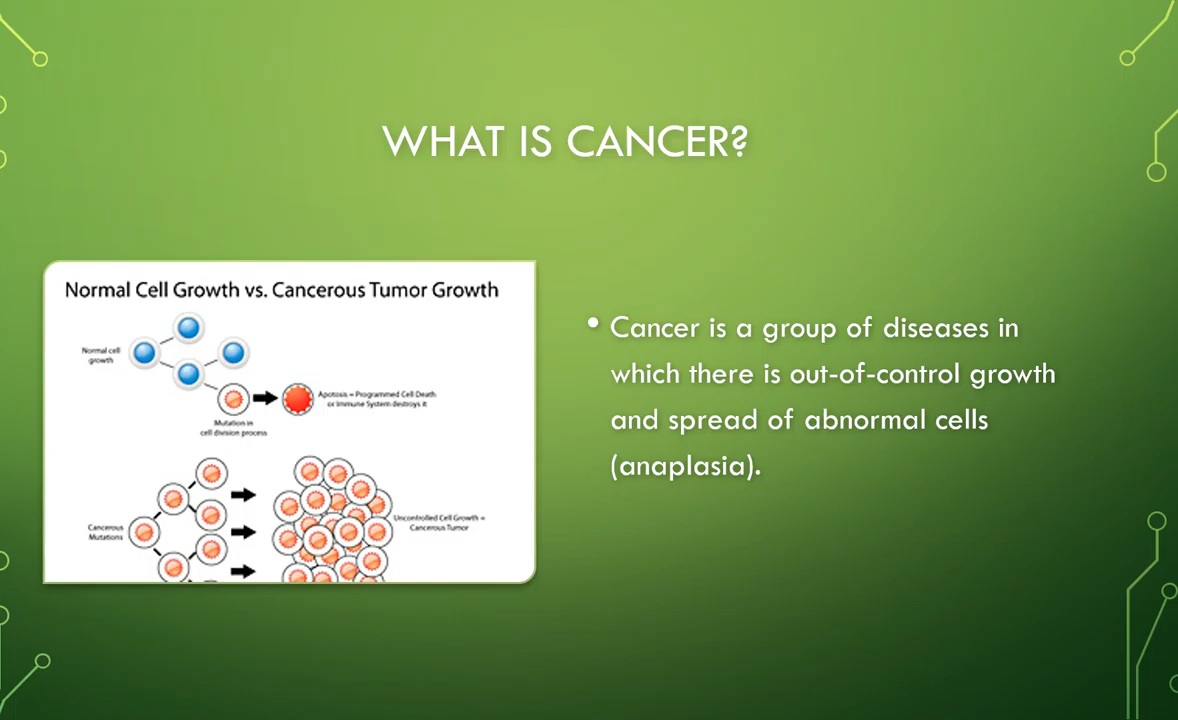 WHAT IS CANCER?
Normal Cell Growth vs. Cancerous Tumor Growth
Normal cell
growth
Apotosis = Programmed Cell Death
or Immune System destroys it
Mutation in
cell division process
Cancerous
Mutations
Uncontrolled Cell Growth =
Cancerous Tumor
• Cancer is a group of diseases in
which there is out-of-control growth
and spread of abnormal cells
(anaplasia).